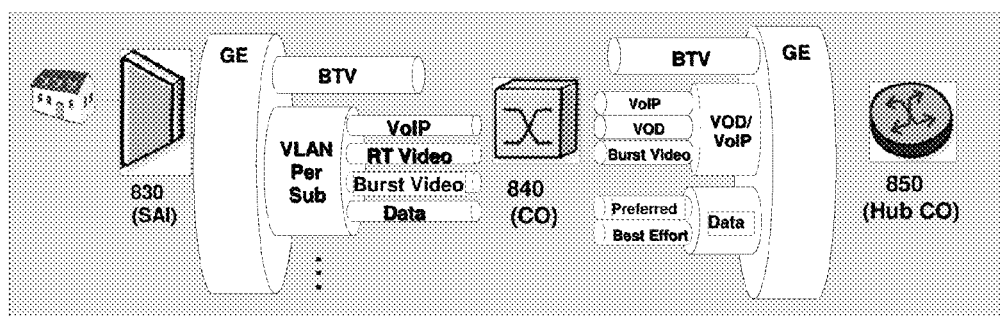 GE
BTV
VLAN
Per
Sub
VoIP
RT Video
Burst Video
Data
830
(SAI)
840
(CO)
BTV
GE
VoIP
VOD
Burst Video
VOD/
VoIP
Preferred
Best Effort
Data
850
(Hub CO)